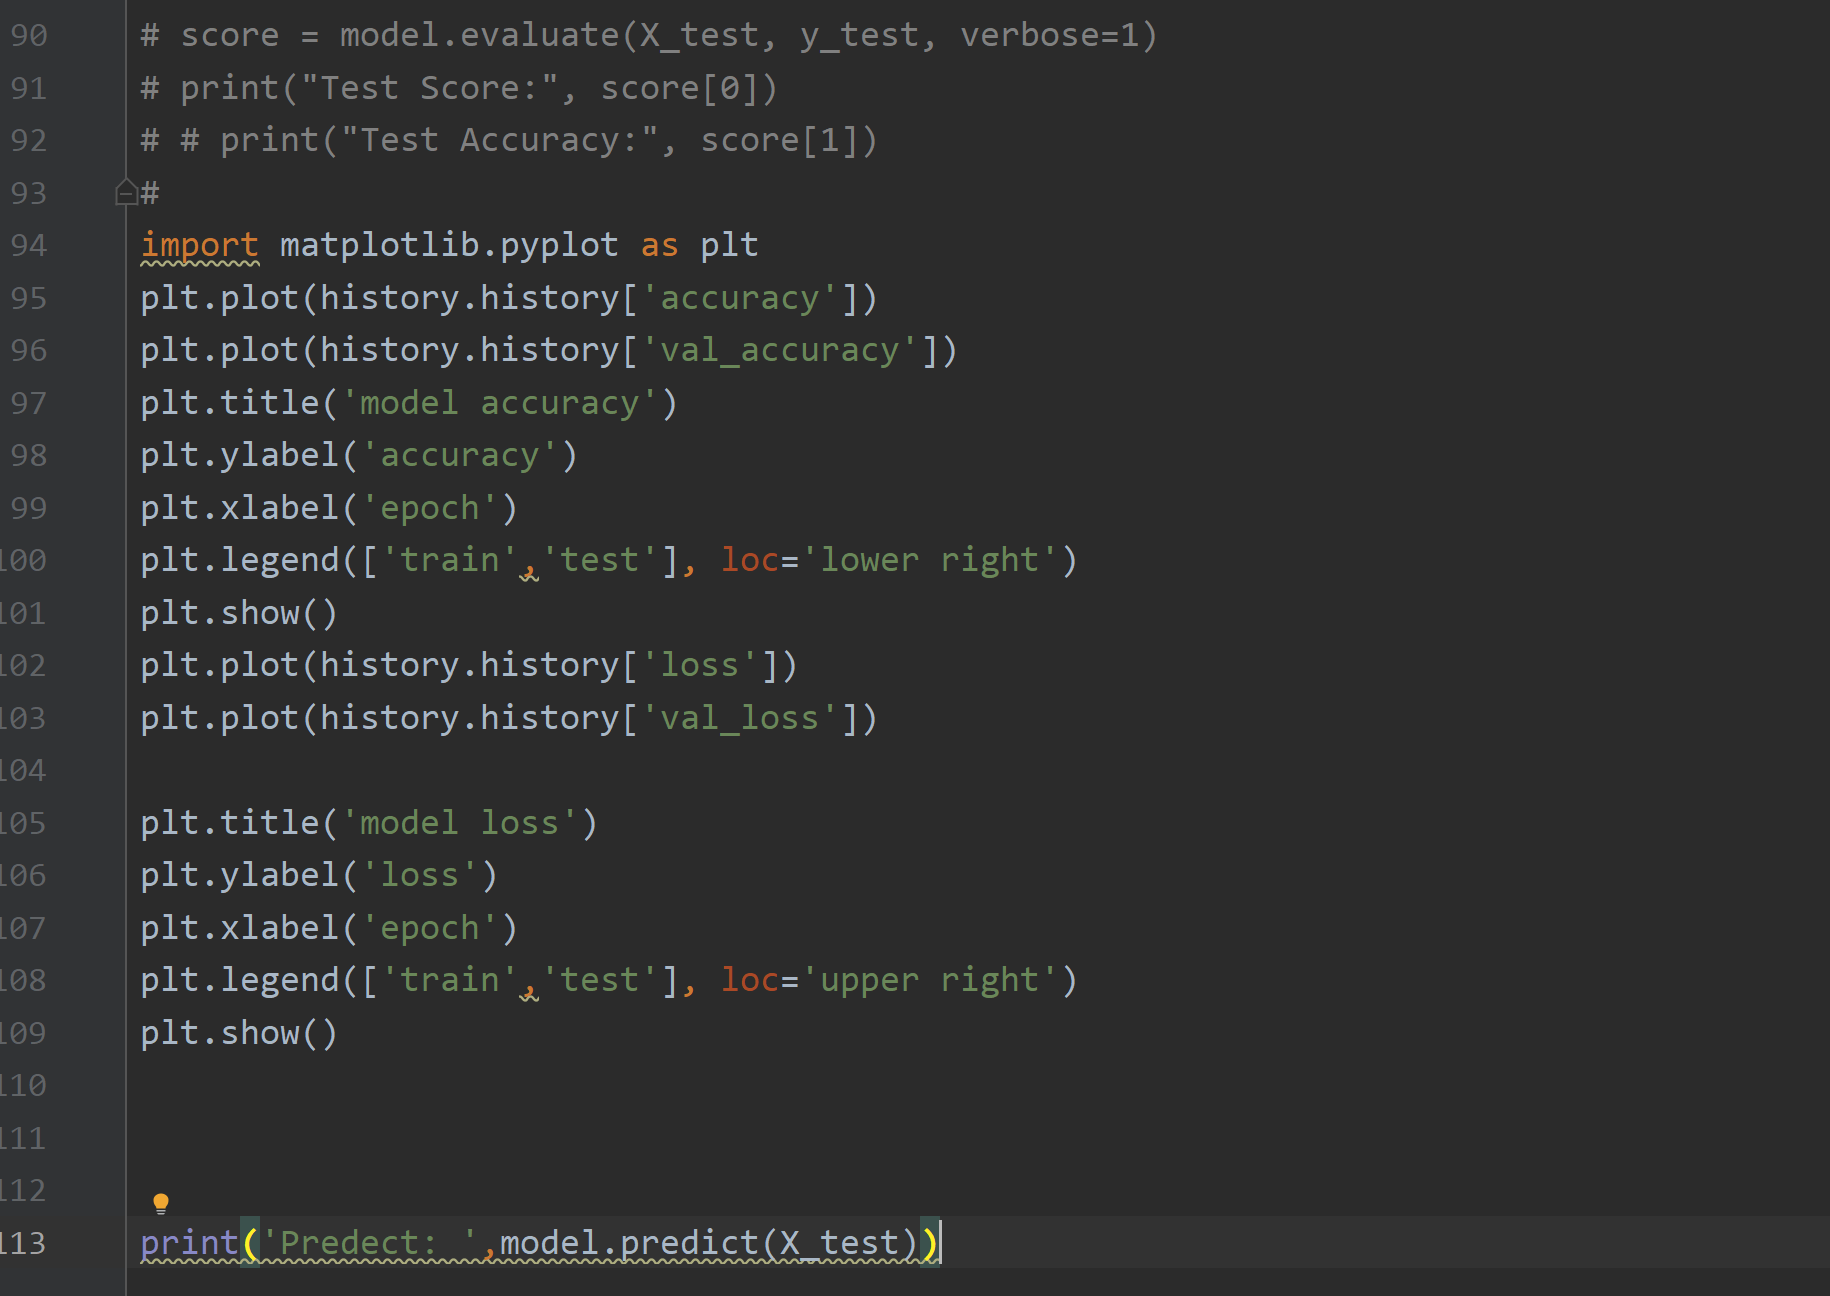 90 # score = model.evaluate(X_test, y_test, verbose=1)
91 # print("Test Score:", score[0])
92 # # print("Test Accuracy:", score[1])
93 #
94 import matplotlib.pyplot as plt
95 plt.plot(history.history['accuracy'])
96 plt.plot(history.history['val_accuracy'])
97 plt.title('model accuracy')
98 plt.ylabel('accuracy')
99 plt.xlabel('epoch')
100 plt.legend(['train','test'], loc='lower right')
101 plt.show()
102 plt.plot(history.history['loss'])
103 plt.plot(history.history['val_loss'])
104
105 plt.title('model loss')
106 plt.ylabel('loss')
107 plt.xlabel('epoch')
108 plt.legend(['train','test'], loc='upper right')
109 plt.show()
110
111
112
113 print('Predect: ',model.predict(X_test))